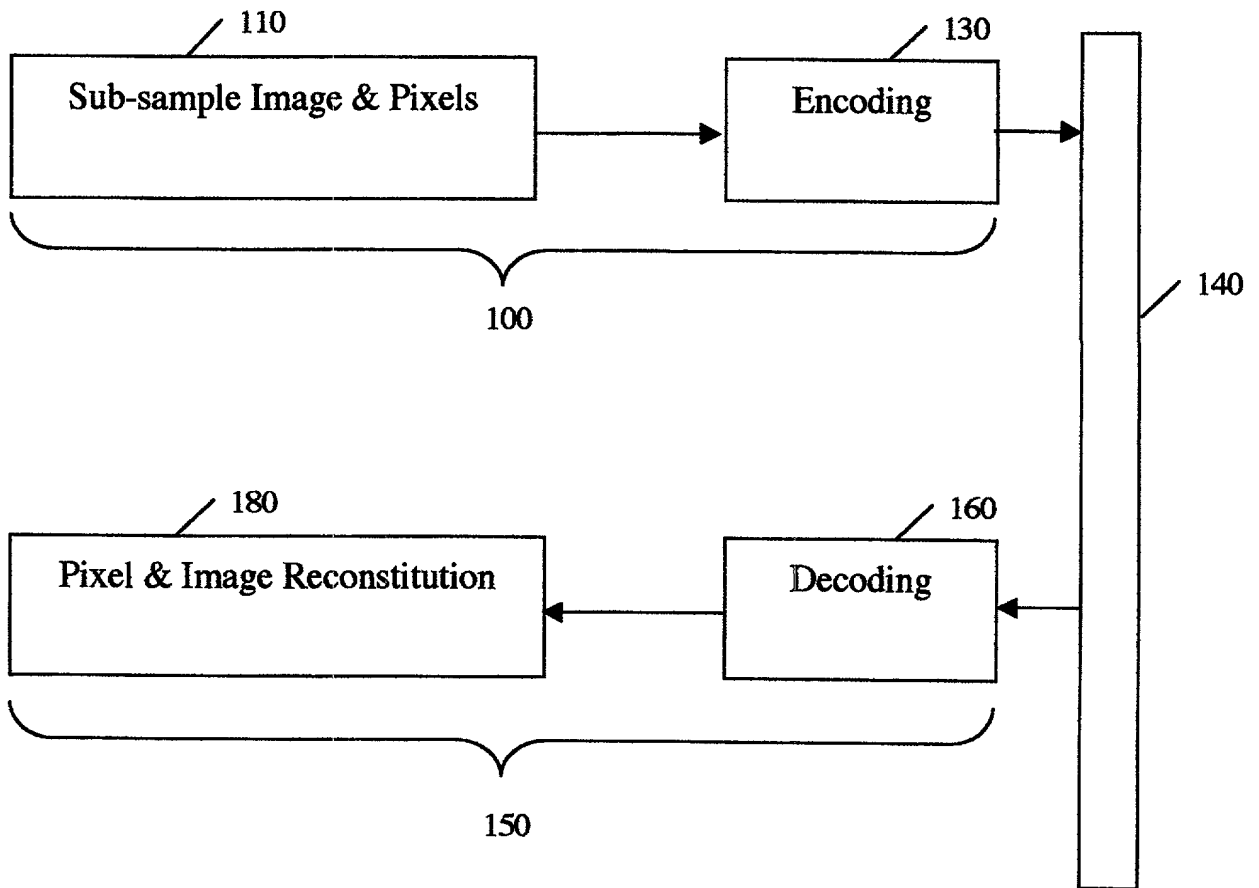 110
130
Sub-sample Image & Pixels
Encoding
140
100
180
160
Pixel & Image Reconstitution
Decoding
150